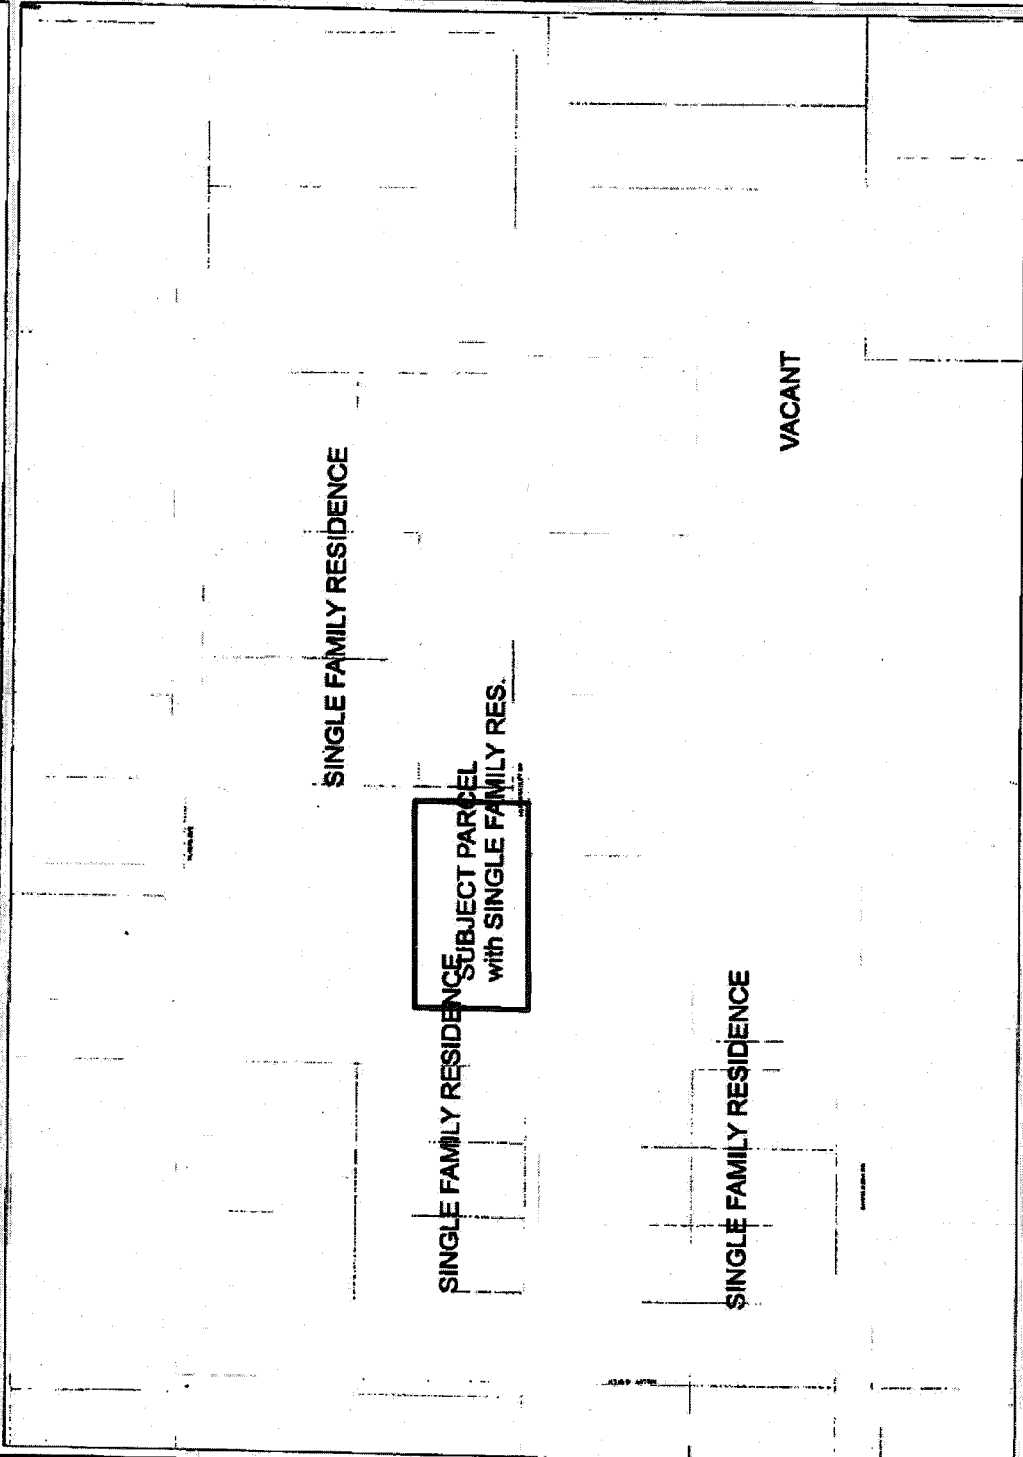 SINGLE FAMILY RESIDENCE
SINGLE FAMILY RESIDENCE
SUBJECT PARCEL
with SINGLE FAMILY RES.
SINGLE FAMILY RESIDENCE
VACANT